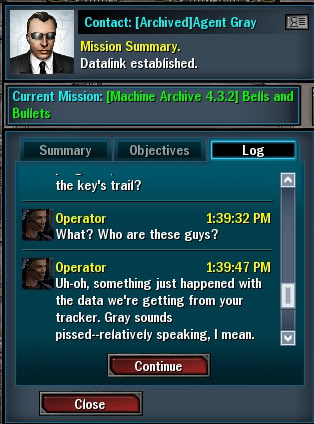 Contact: [Archived]Agent Gray
Mission Summary.
Datalink established.
Current Mission: [Machine Archive 4.3.2] Bells and
Bullets
Summary
Objectives
Log
the key's trail?
Operator 1:39:32 PM
What? Who are these guys?
Operator 1:39:47 PM
Uh-oh, something just happened with
the data we're getting from your
tracker. Gray sounds
pissed--relatively speaking, I mean.
Continue
Close